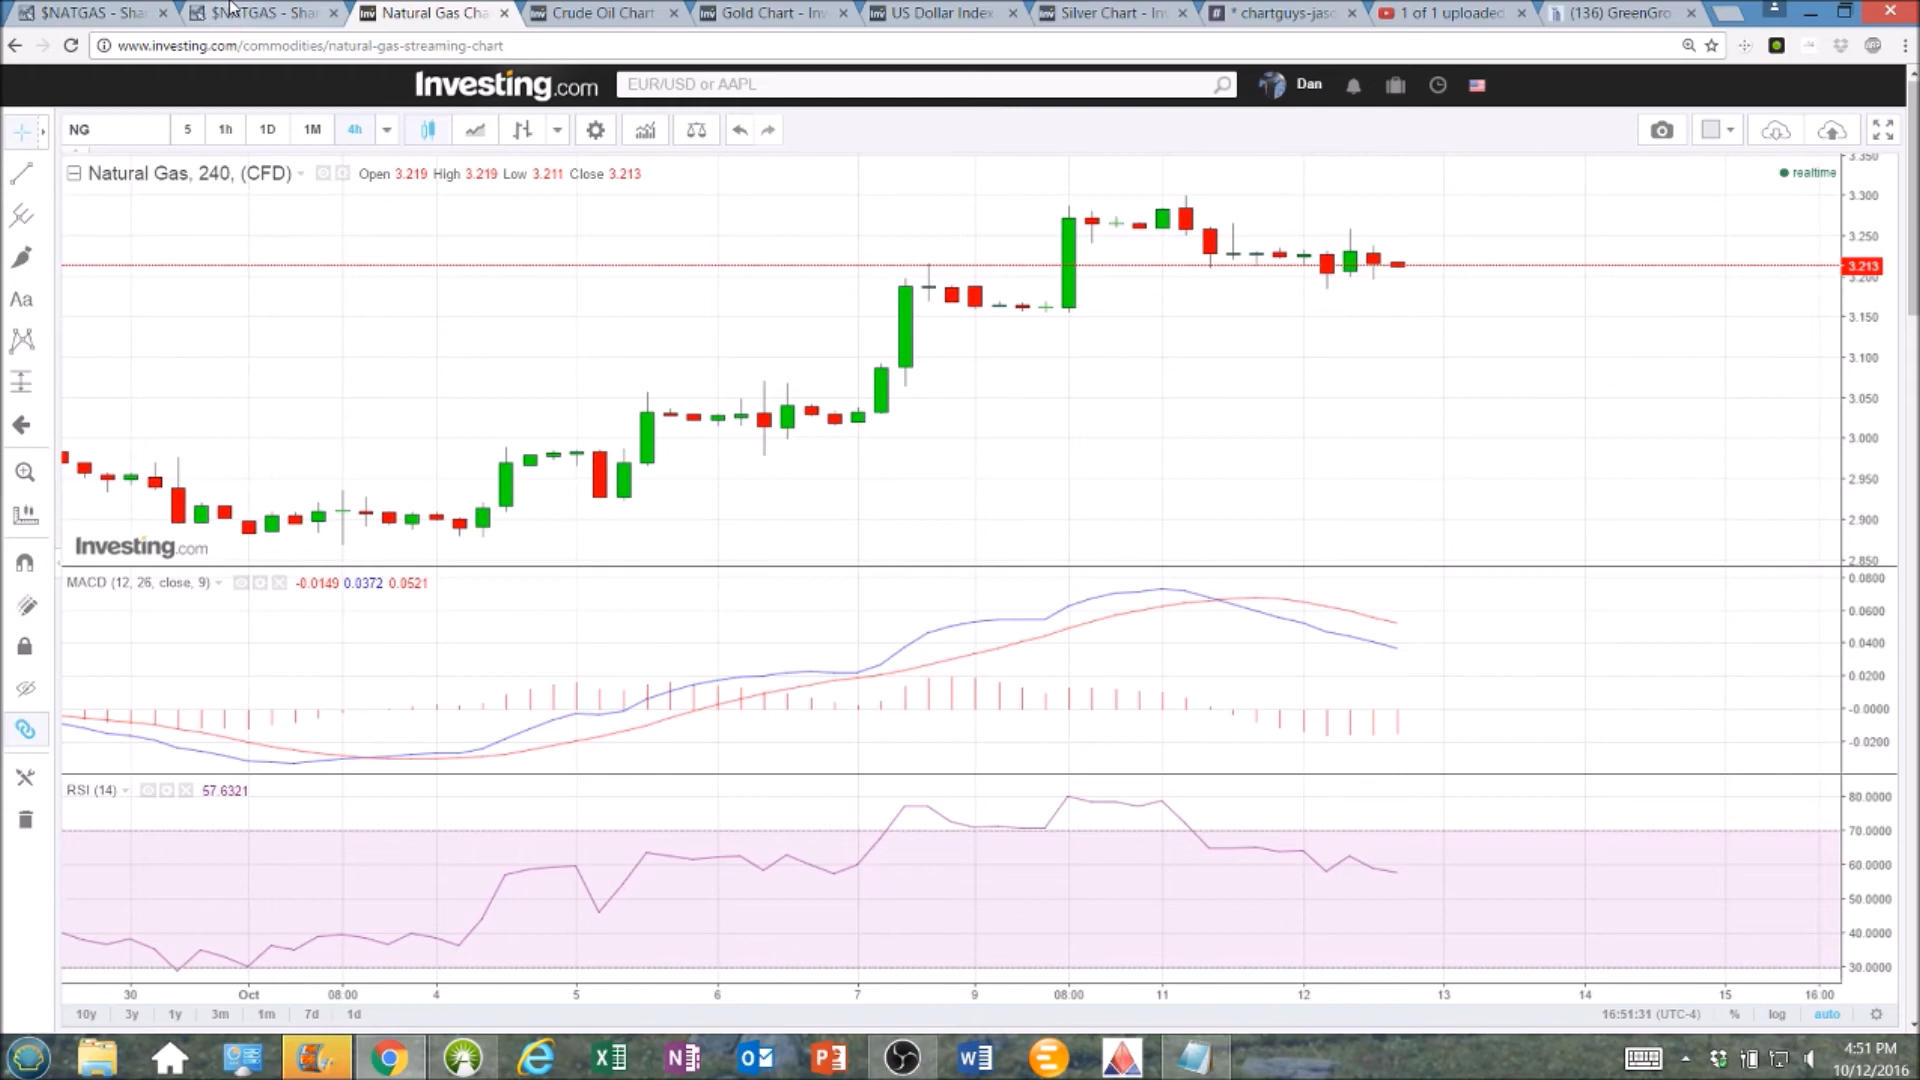 $NATGAS - Shar
$NATGAS - Shar
Natural Gas Cha
Crude Oil Chart
Gold Chart - Inv
US Dollar Index
Silver Chart - Inv
* chartguys-jaso
1 of 1 uploaded
(136) GreenGro
www.investing.com/commodities/natural-gas-streaming-chart
Investing.com
EUR/USD or AAPL
Dan
NG
5
1h
1D
1M
4h
Natural Gas, 240, (CFD)
Open 3.219 High 3.219 Low 3.211 Close 3.213
realtime
3.350
3.300
3.250
3.213
3.200
3.150
3.100
3.050
3.000
2.950
2.900
2.850
Aa
Investing.com
MACD (12, 26, close, 9)
-0.0149 0.0372 0.0521
0.0800
0.0600
0.0400
0.0200
-0.0000
-0.0200
RSI (14)
57.6321
80.0000
70.0000
60.0000
50.0000
40.0000
30.0000
30 Oct 08:00 4 5 6 7 9 08:00 11 12 13 14 15 16:00
10y 3y 1y 3m 1m 7d 1d
16:51:31 (UTC-4) % log auto
4:51 PM
10/12/2016